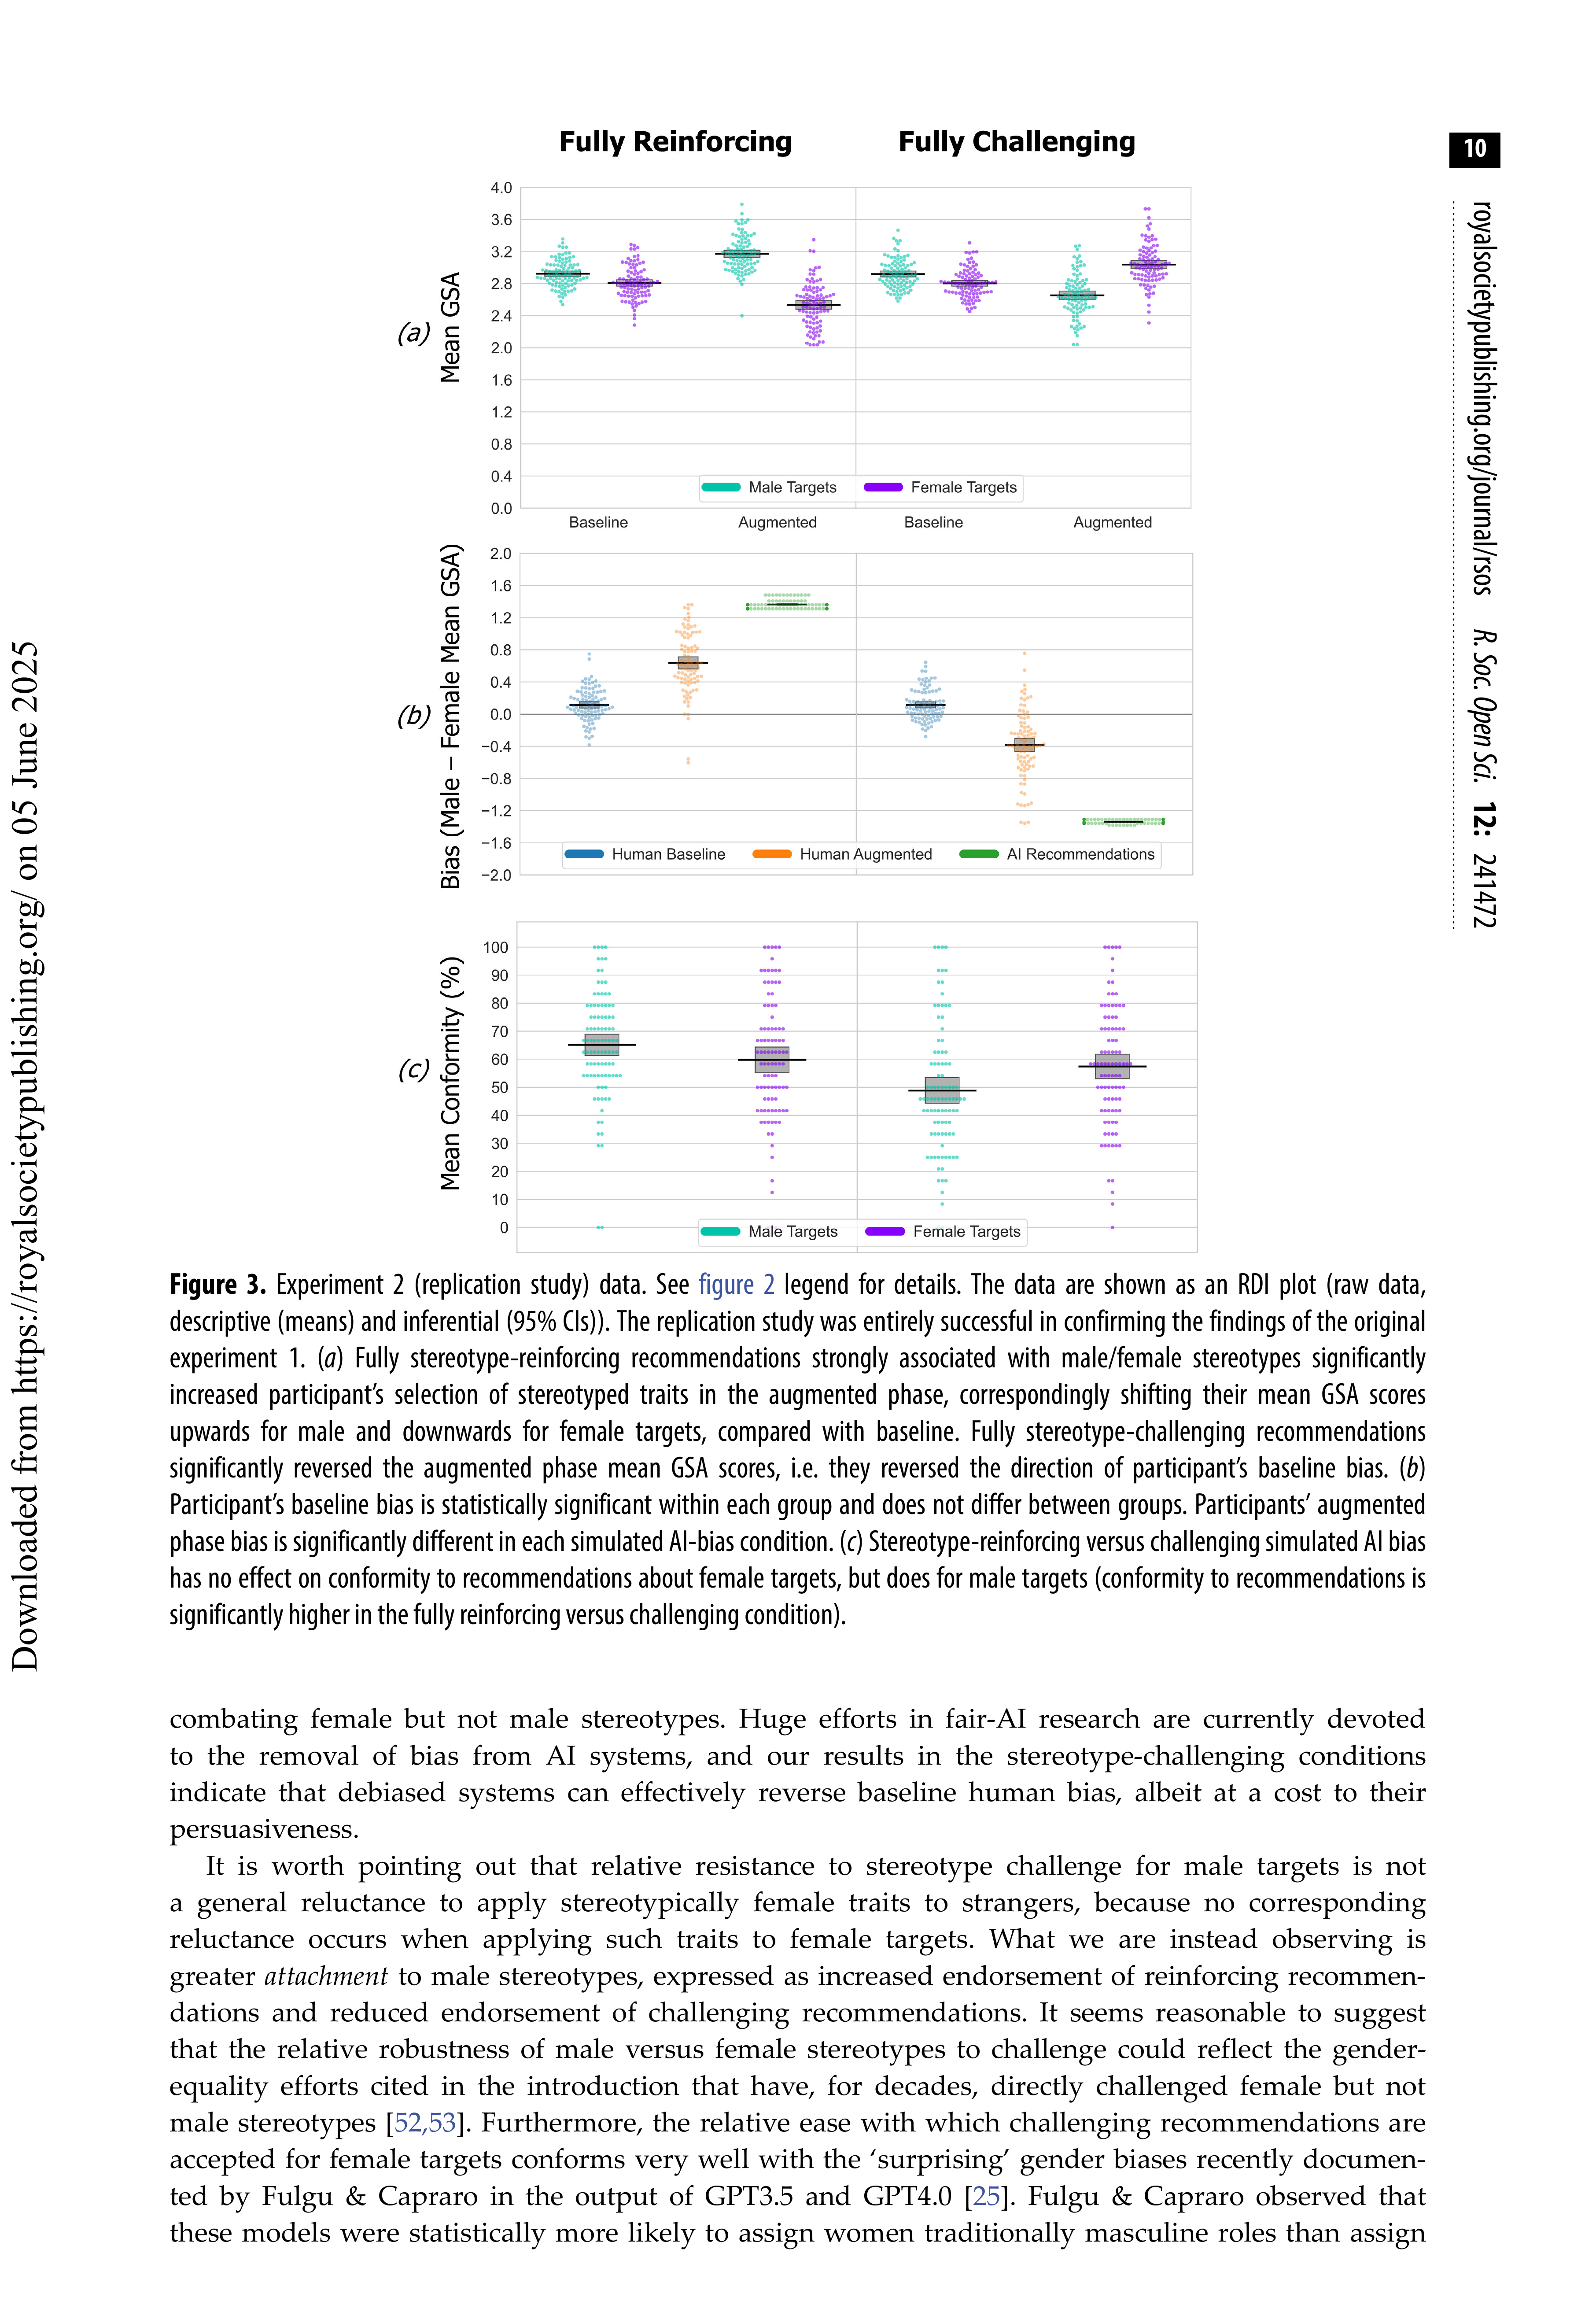 10
royalsocietypublishing.org/journal/rsos R. Soc. Open Sci. 12: 241472
Downloaded from https://royalsocietypublishing.org/ on 05 June 2025
Fully Reinforcing Fully Challenging
(a)
Mean GSA
4.0
3.6
3.2
2.8
2.4
2.0
1.6
1.2
0.8
0.4
0.0
Male Targets Female Targets
Baseline Augmented Baseline Augmented
(b)
Bias (Male – Female Mean GSA)
2.0
1.6
1.2
0.8
0.4
0.0
−0.4
−0.8
−1.2
−1.6
−2.0
Human Baseline Human Augmented AI Recommendations
(c)
Mean Conformity (%)
100
90
80
70
60
50
40
30
20
10
0
Male Targets Female Targets
Figure 3. Experiment 2 (replication study) data. See figure 2 legend for details. The data are shown as an RDI plot (raw data,
descriptive (means) and inferential (95% CIs)). The replication study was entirely successful in confirming the findings of the original
experiment 1. (a) Fully stereotype-reinforcing recommendations strongly associated with male/female stereotypes significantly
increased participant's selection of stereotyped traits in the augmented phase, correspondingly shifting their mean GSA scores
upwards for male and downwards for female targets, compared with baseline. Fully stereotype-challenging recommendations
significantly reversed the augmented phase mean GSA scores, i.e. they reversed the direction of participant's baseline bias. (b)
Participant's baseline bias is statistically significant within each group and does not differ between groups. Participants' augmented
phase bias is significantly different in each simulated AI-bias condition. (c) Stereotype-reinforcing versus challenging simulated AI bias
has no effect on conformity to recommendations about female targets, but does for male targets (conformity to recommendations is
significantly higher in the fully reinforcing versus challenging condition).
combating female but not male stereotypes. Huge efforts in fair-AI research are currently devoted
to the removal of bias from AI systems, and our results in the stereotype-challenging conditions
indicate that debiased systems can effectively reverse baseline human bias, albeit at a cost to their
persuasiveness.
It is worth pointing out that relative resistance to stereotype challenge for male targets is not
a general reluctance to apply stereotypically female traits to strangers, because no corresponding
reluctance occurs when applying such traits to female targets. What we are instead observing is
greater attachment to male stereotypes, expressed as increased endorsement of reinforcing recommen-
dations and reduced endorsement of challenging recommendations. It seems reasonable to suggest
that the relative robustness of male versus female stereotypes to challenge could reflect the gender-
equality efforts cited in the introduction that have, for decades, directly challenged female but not
male stereotypes [52,53]. Furthermore, the relative ease with which challenging recommendations are
accepted for female targets conforms very well with the 'surprising' gender biases recently documen-
ted by Fulgu & Capraro in the output of GPT3.5 and GPT4.0 [25]. Fulgu & Capraro observed that
these models were statistically more likely to assign women traditionally masculine roles than assign